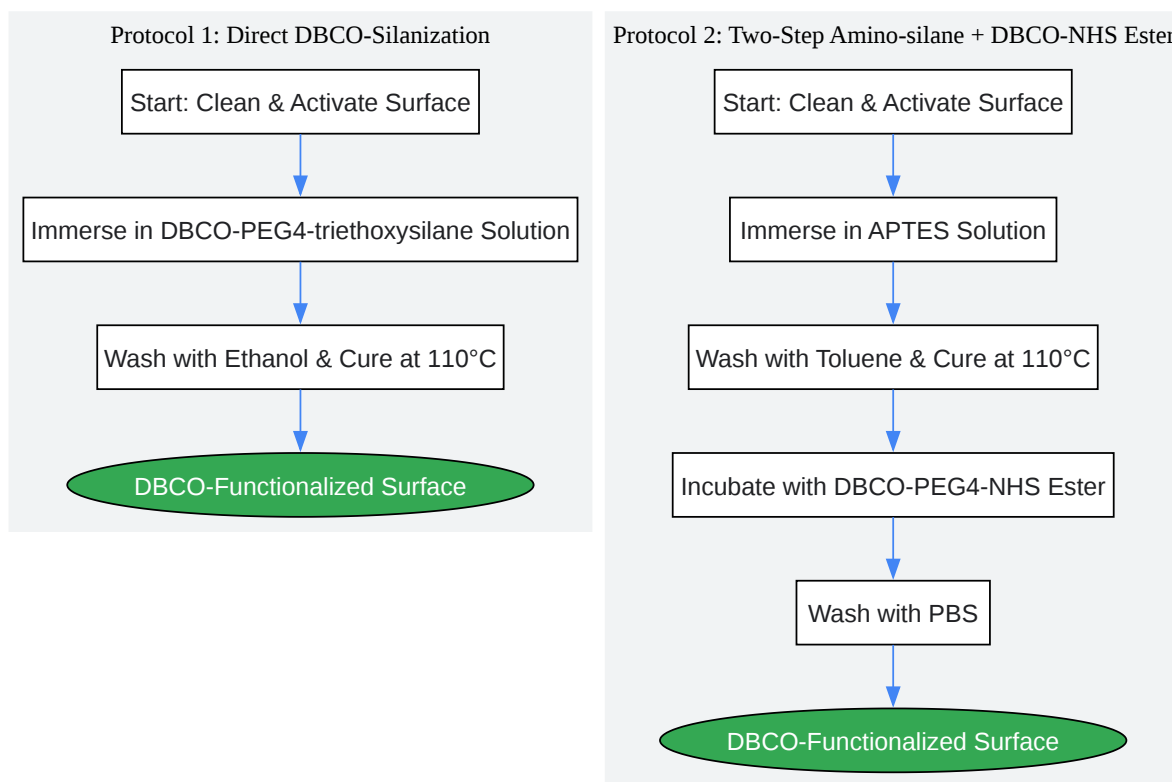 Protocol 1: Direct DBCO-Silanization
Start: Clean & Activate Surface
Immerse in DBCO-PEG4-triethoxysilane Solution
Wash with Ethanol & Cure at 110°C
DBCO-Functionalized Surface
Protocol 2: Two-Step Amino-silane + DBCO-NHS Ester
Start: Clean & Activate Surface
Immerse in APTES Solution
Wash with Toluene & Cure at 110°C
Incubate with DBCO-PEG4-NHS Ester
Wash with PBS
DBCO-Functionalized Surface